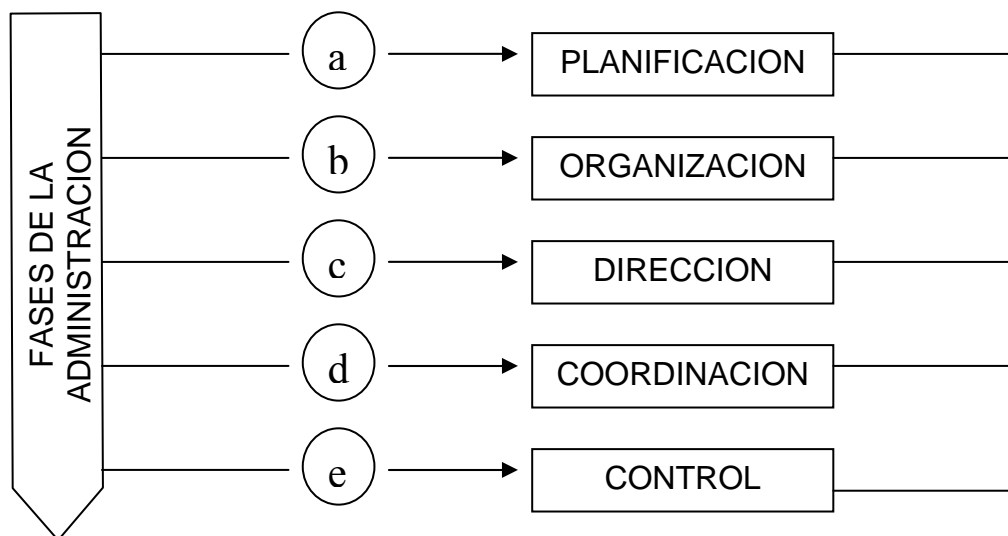 FASES DE LA
ADMINISTRACION
a
PLANIFICACION
b
ORGANIZACION
c
DIRECCION
d
COORDINACION
e
CONTROL